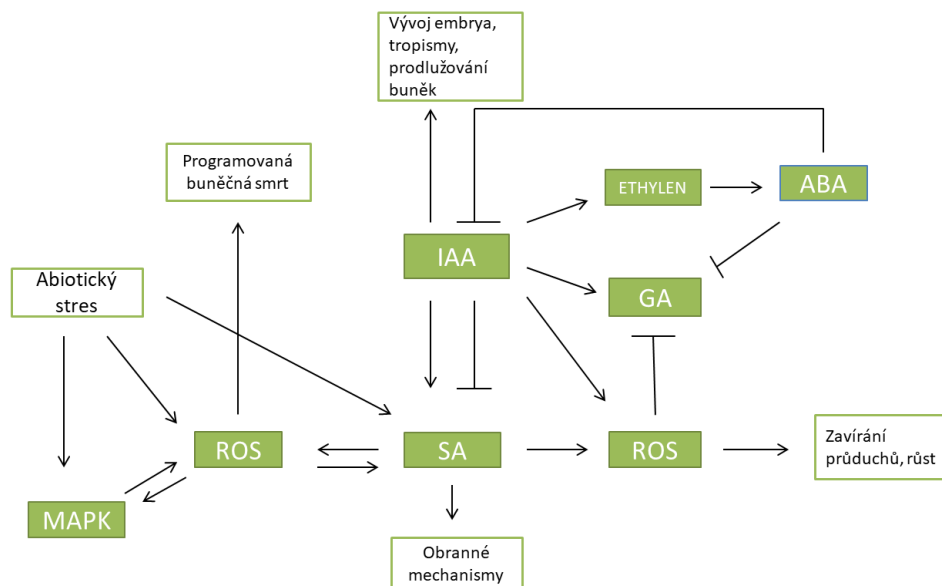 Vývoj embrya,
tropismy,
prodlužování
buněk
Programovaná
buněčná smrt
ETHYLEN
ABA
IAA
Abiotický
stres
GA
ROS
SA
ROS
Zavírání
průduchů, růst
MAPK
Obranné
mechanismy